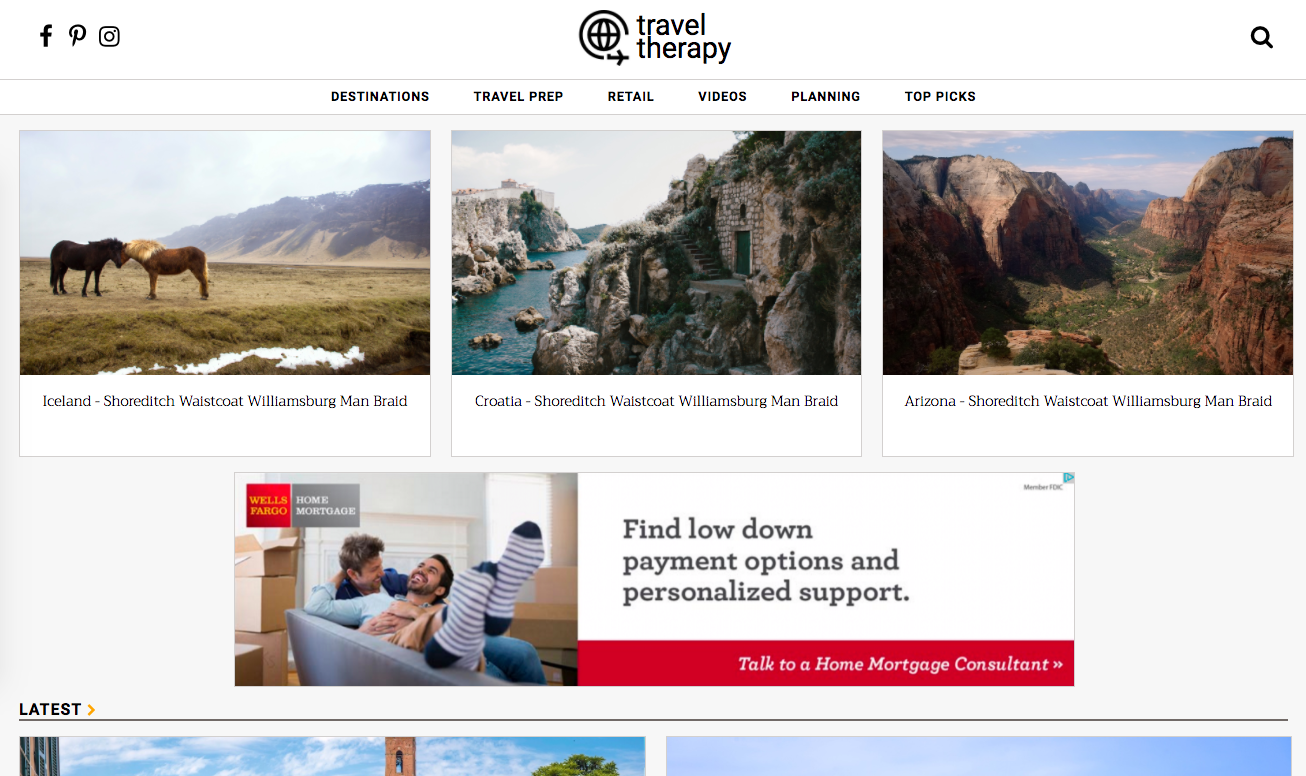 travel
therapy
DESTINATIONS TRAVEL PREP RETAIL VIDEOS PLANNING TOP PICKS
Iceland - Shoreditch Waistcoat Williamsburg Man Braid
Croatia - Shoreditch Waistcoat Williamsburg Man Braid
Arizona - Shoreditch Waistcoat Williamsburg Man Braid
WELLS
FARGO
HOME
MORTGAGE
Member FDIC
Find low down
payment options and
personalized support.
Talk to a Home Mortgage Consultant »
LATEST >